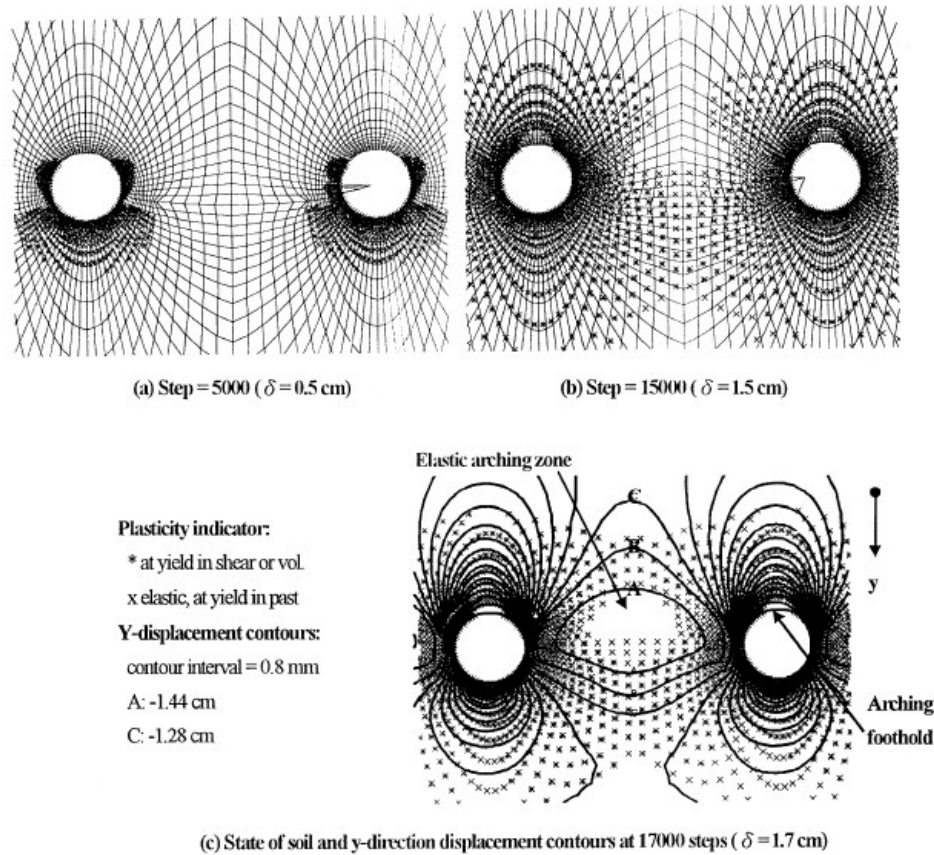 (a) Step = 5000 ( δ = 0.5 cm)
(b) Step = 15000 ( δ = 1.5 cm)
Elastic arching zone
Plasticity indicator:
* at yield in shear or vol.
x elastic, at yield in past
Y-displacement contours:
contour interval = 0.8 mm
A: -1.44 cm
C: -1.28 cm
C
B
A
y
Arching
foothold
(c) State of soil and y-direction displacement contours at 17000 steps ( δ = 1.7 cm)